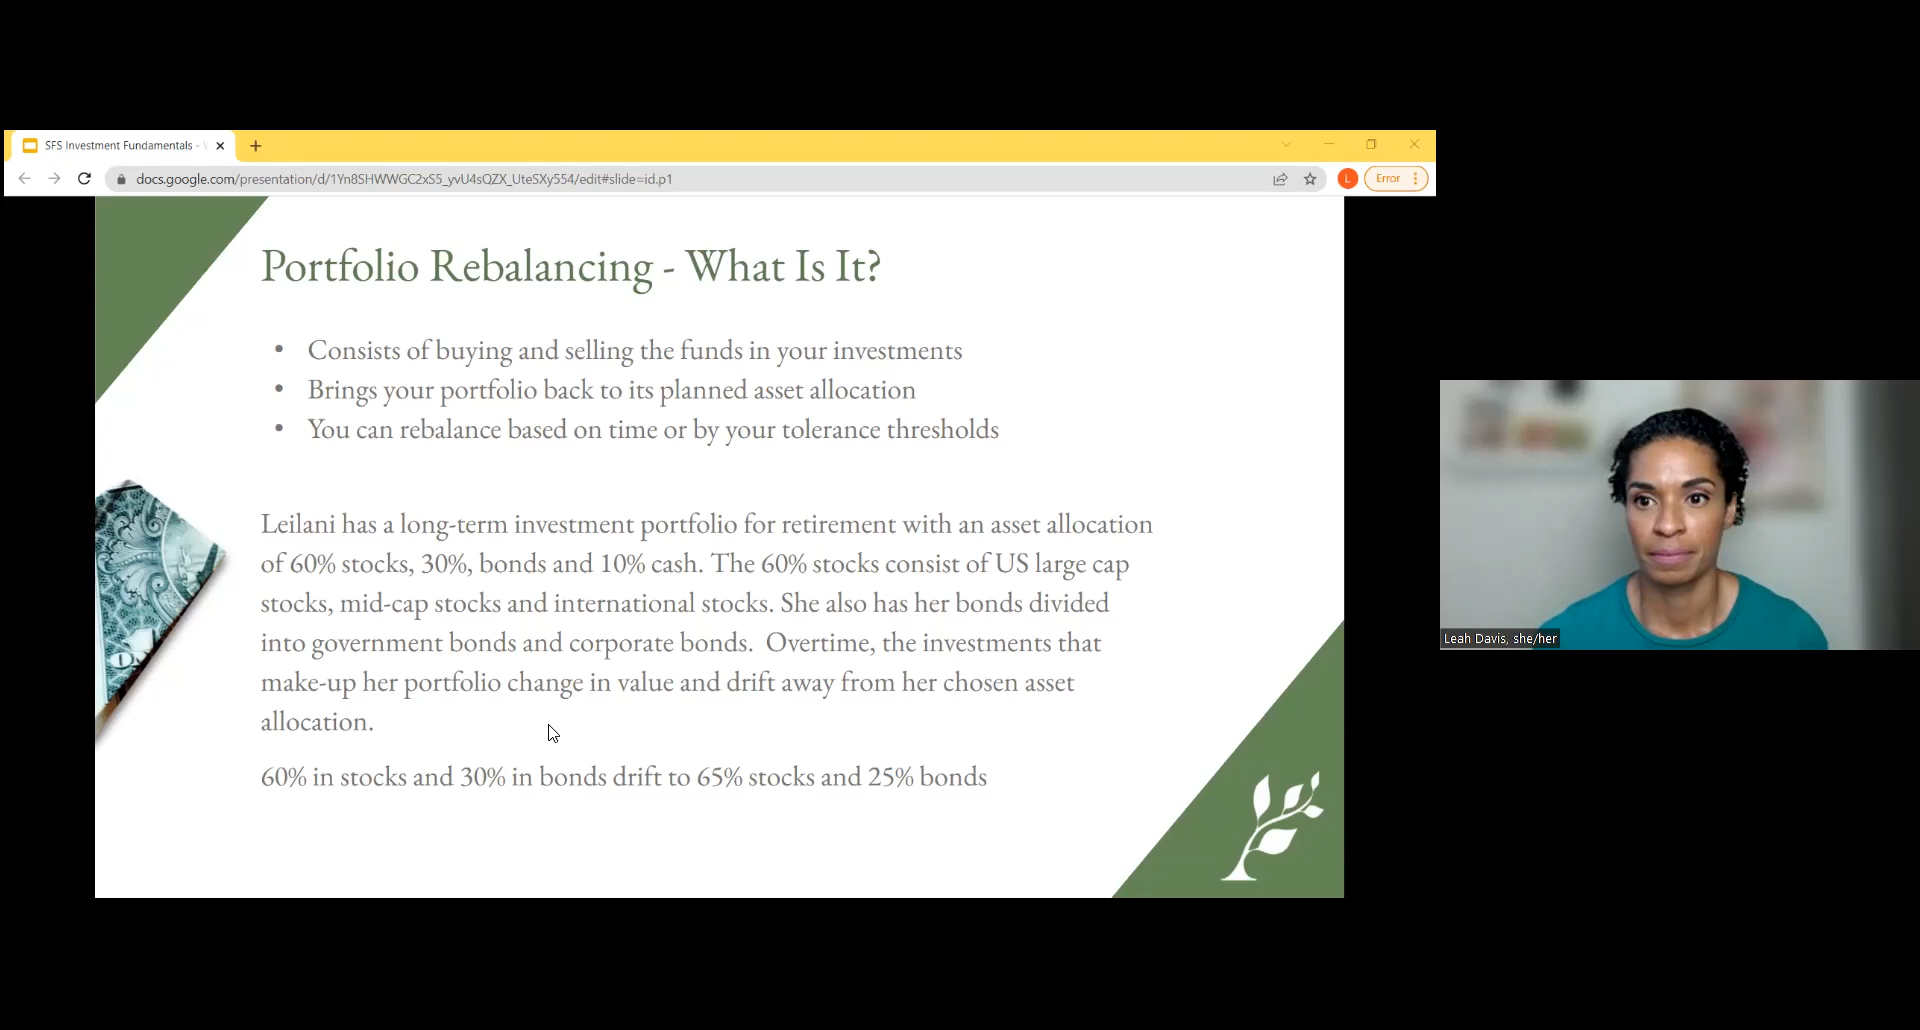 SFS Investment Fundamentals -
docs.google.com/presentation/d/1Yn8SHWWGC2xS5_yvU4sQZX_UteSXy554/edit#slide=id.p1
L
Error
Portfolio Rebalancing - What Is It?
• Consists of buying and selling the funds in your investments
• Brings your portfolio back to its planned asset allocation
• You can rebalance based on time or by your tolerance thresholds
Leilani has a long-term investment portfolio for retirement with an asset allocation
of 60% stocks, 30%, bonds and 10% cash. The 60% stocks consist of US large cap
stocks, mid-cap stocks and international stocks. She also has her bonds divided
into government bonds and corporate bonds.  Overtime, the investments that
make-up her portfolio change in value and drift away from her chosen asset
allocation.
60% in stocks and 30% in bonds drift to 65% stocks and 25% bonds
Leah Davis, she/her